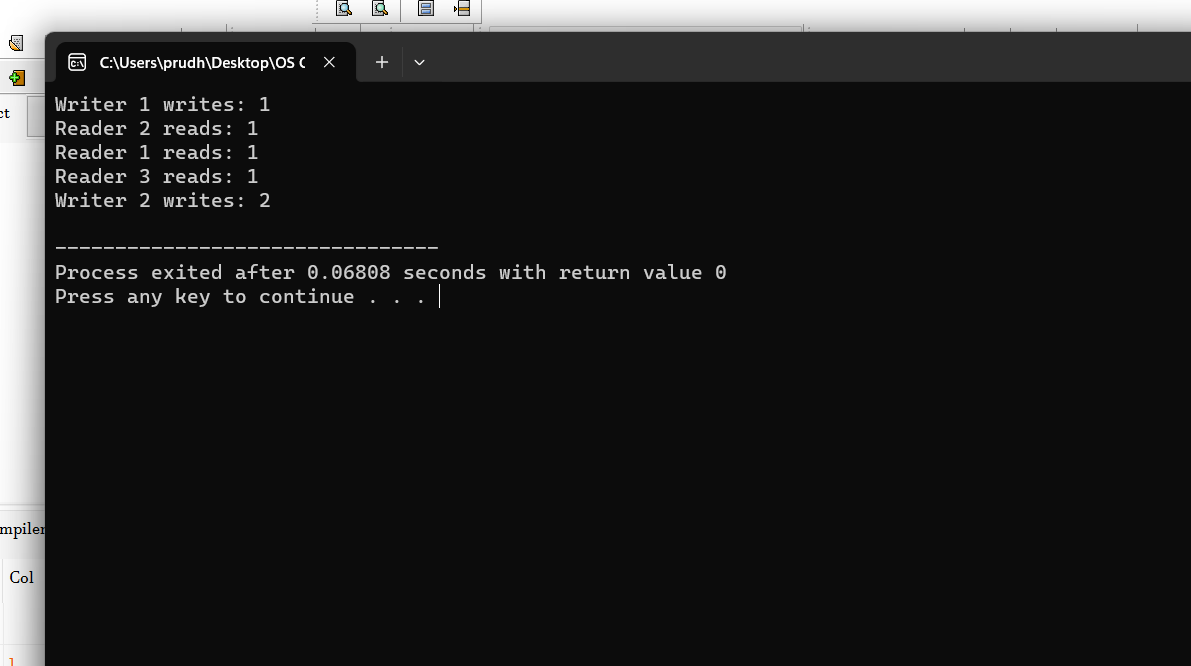 C:\Users\prudh\Desktop\OS C
ct
Writer 1 writes: 1
Reader 2 reads: 1
Reader 1 reads: 1
Reader 3 reads: 1
Writer 2 writes: 2
--------------------------------
Process exited after 0.06808 seconds with return value 0
Press any key to continue . . .
mpiler
Col